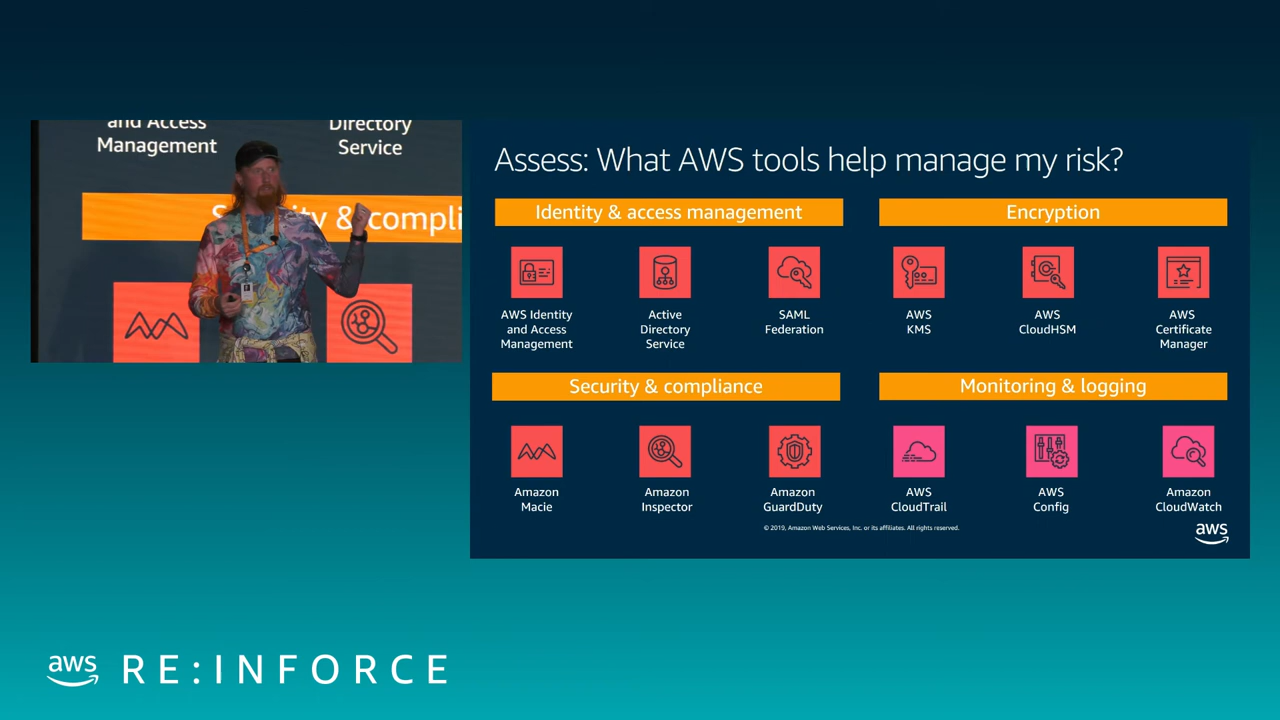 and Access
Management
Directory
Service
Security & compli
Assess: What AWS tools help manage my risk?
Identity & access management
AWS Identity
and Access
Management
Active
Directory
Service
SAML
Federation
Encryption
AWS
KMS
AWS
CloudHSM
AWS
Certificate
Manager
Security & compliance
Amazon
Macie
Amazon
Inspector
Amazon
GuardDuty
Monitoring & logging
AWS
CloudTrail
AWS
Config
Amazon
CloudWatch
© 2019, Amazon Web Services, Inc. or its affiliates. All rights reserved.
aws
aws RE:INFORCE